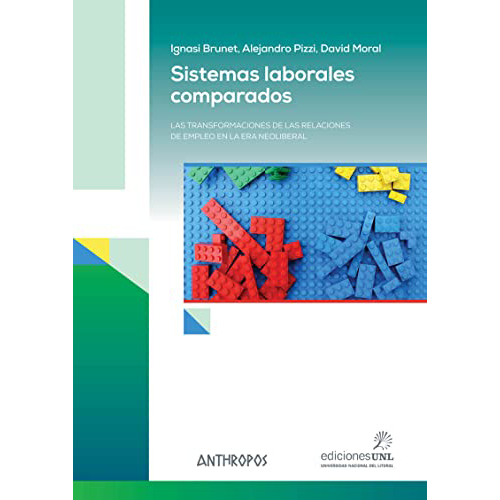 Ignasi Brunet, Alejandro Pizzi, David Moral
Sistemas laborales
comparados
LAS TRANSFORMACIONES DE LAS RELACIONES
DE EMPLEO EN LA ERA NEOLIBERAL
ANTHROPOS
edicionesUNL
UNIVERSIDAD NACIONAL DEL LITORAL